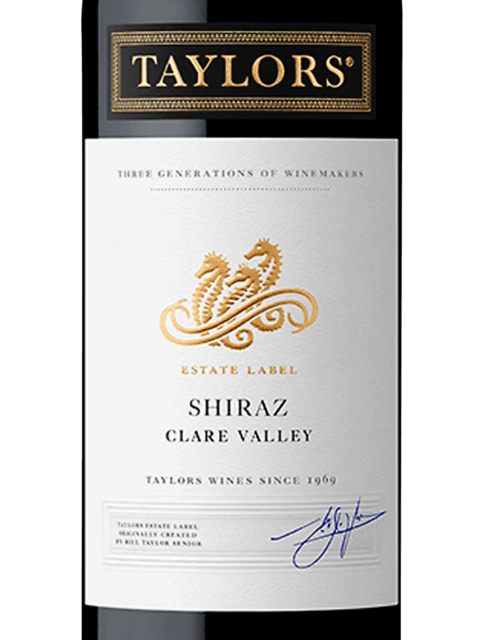 TAYLORS®
THREE GENERATIONS OF WINEMAKERS
ESTATE LABEL
SHIRAZ
CLARE VALLEY
TAYLORS WINES SINCE 1969
TAYLORS ESTATE LABEL
ORIGINALLY CREATED
BY BILL TAYLOR SENIOR